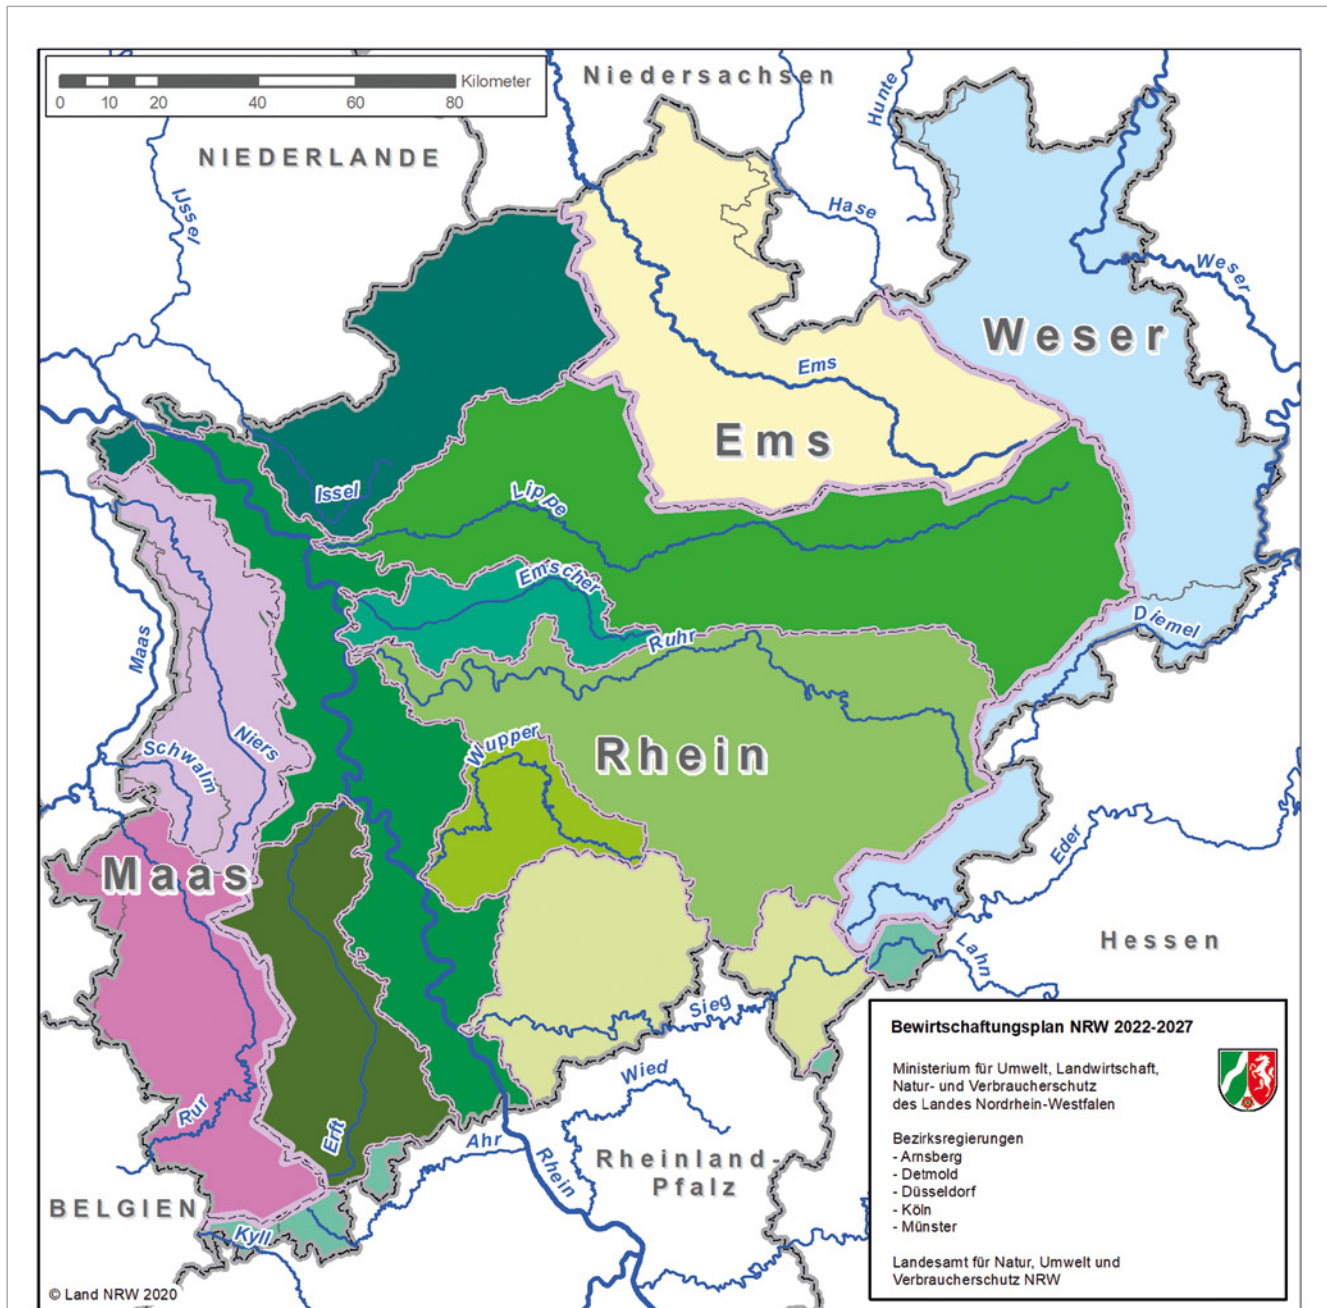 Kilometer
0 10 20 40 60 80
Niedersachsen
NIEDERLANDE
Hunte
IJssel
Hase
Weser
Weser
Ems
Ems
Issel
Lippe
Emscher
Diemel
Maas
Ruhr
Niers
Schwalm
Wupper
Rhein
Eder
Maas
Hessen
Lahn
Sieg
Wied
Rur
Erft
Ahr
Rhein
Rheinland-
Pfalz
BELGIEN
Kyll
© Land NRW 2020
Bewirtschaftungsplan NRW 2022-2027
Ministerium für Umwelt, Landwirtschaft,
Natur- und Verbraucherschutz
des Landes Nordrhein-Westfalen
Bezirksregierungen
- Arnsberg
- Detmold
- Düsseldorf
- Köln
- Münster
Landesamt für Natur, Umwelt und
Verbraucherschutz NRW